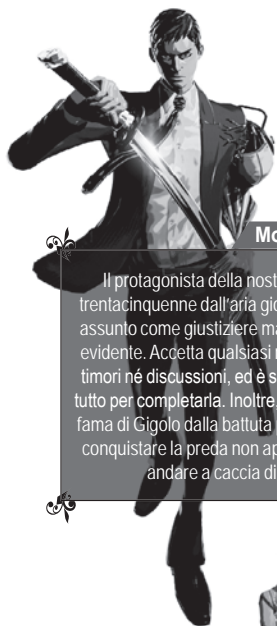 Mo
Il protagonista della nost
trentacinquenne dall'aria gio
assunto come giustiziere ma
evidente. Accetta qualsiasi
timori né discussioni, ed è s
tutto per completarla. Inoltre,
fama di Gigolo dalla battuta
conquistare la preda non ap
andare a caccia di